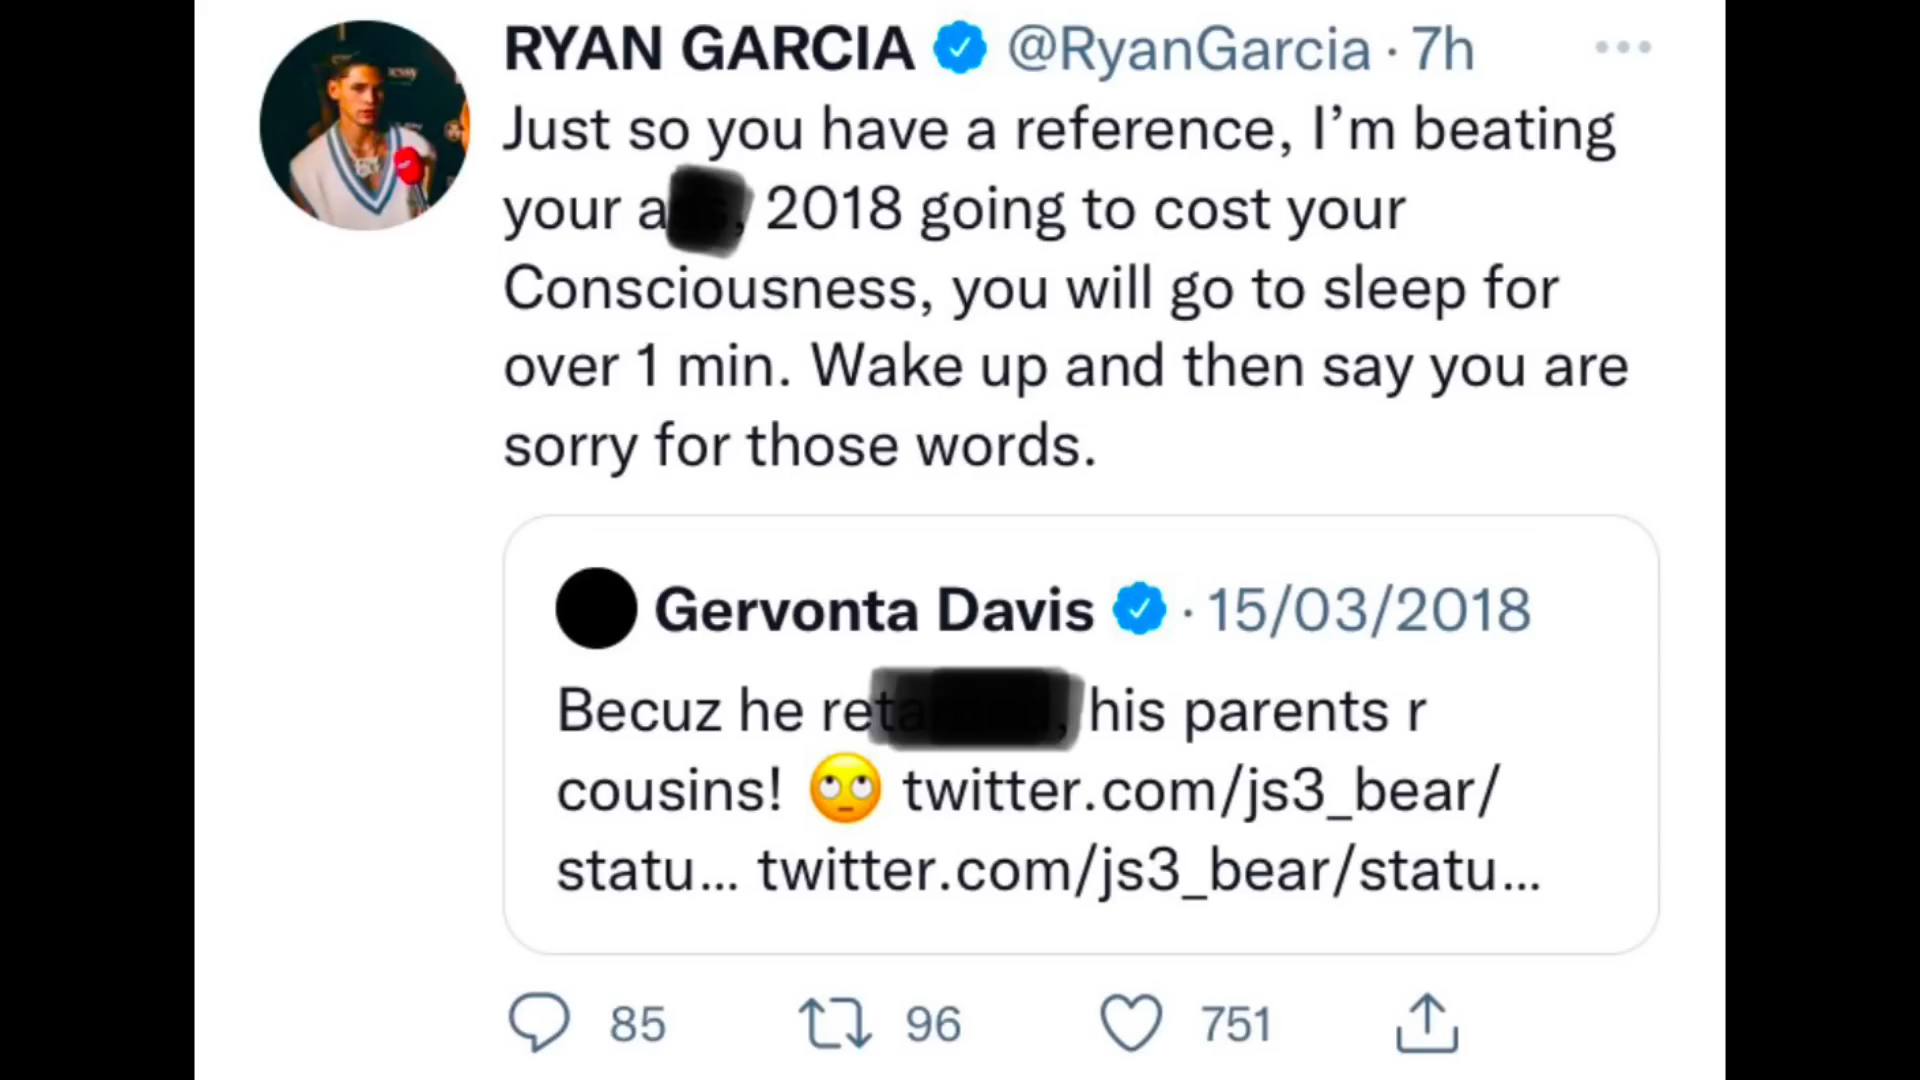 RYAN GARCIA @RyanGarcia · 7h
Just so you have a reference, I'm beating
your a 2018 going to cost your
Consciousness, you will go to sleep for
over 1 min. Wake up and then say you are
sorry for those words.
Gervonta Davis · 15/03/2018
Becuz he his parents r
cousins! 🙄 twitter.com/js3_bear/
statu... twitter.com/js3_bear/statu...
85 96 751